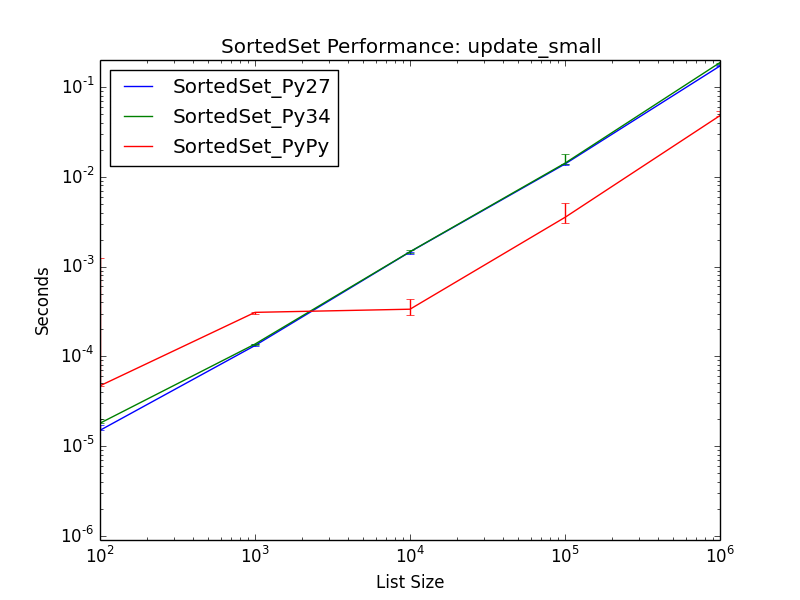 SortedSet Performance: update_small
SortedSet_Py27
SortedSet_Py34
SortedSet_PyPy
10^-1
10^-2
10^-3
10^-4
10^-5
10^-6
Seconds
10^2 10^3 10^4 10^5 10^6
List Size